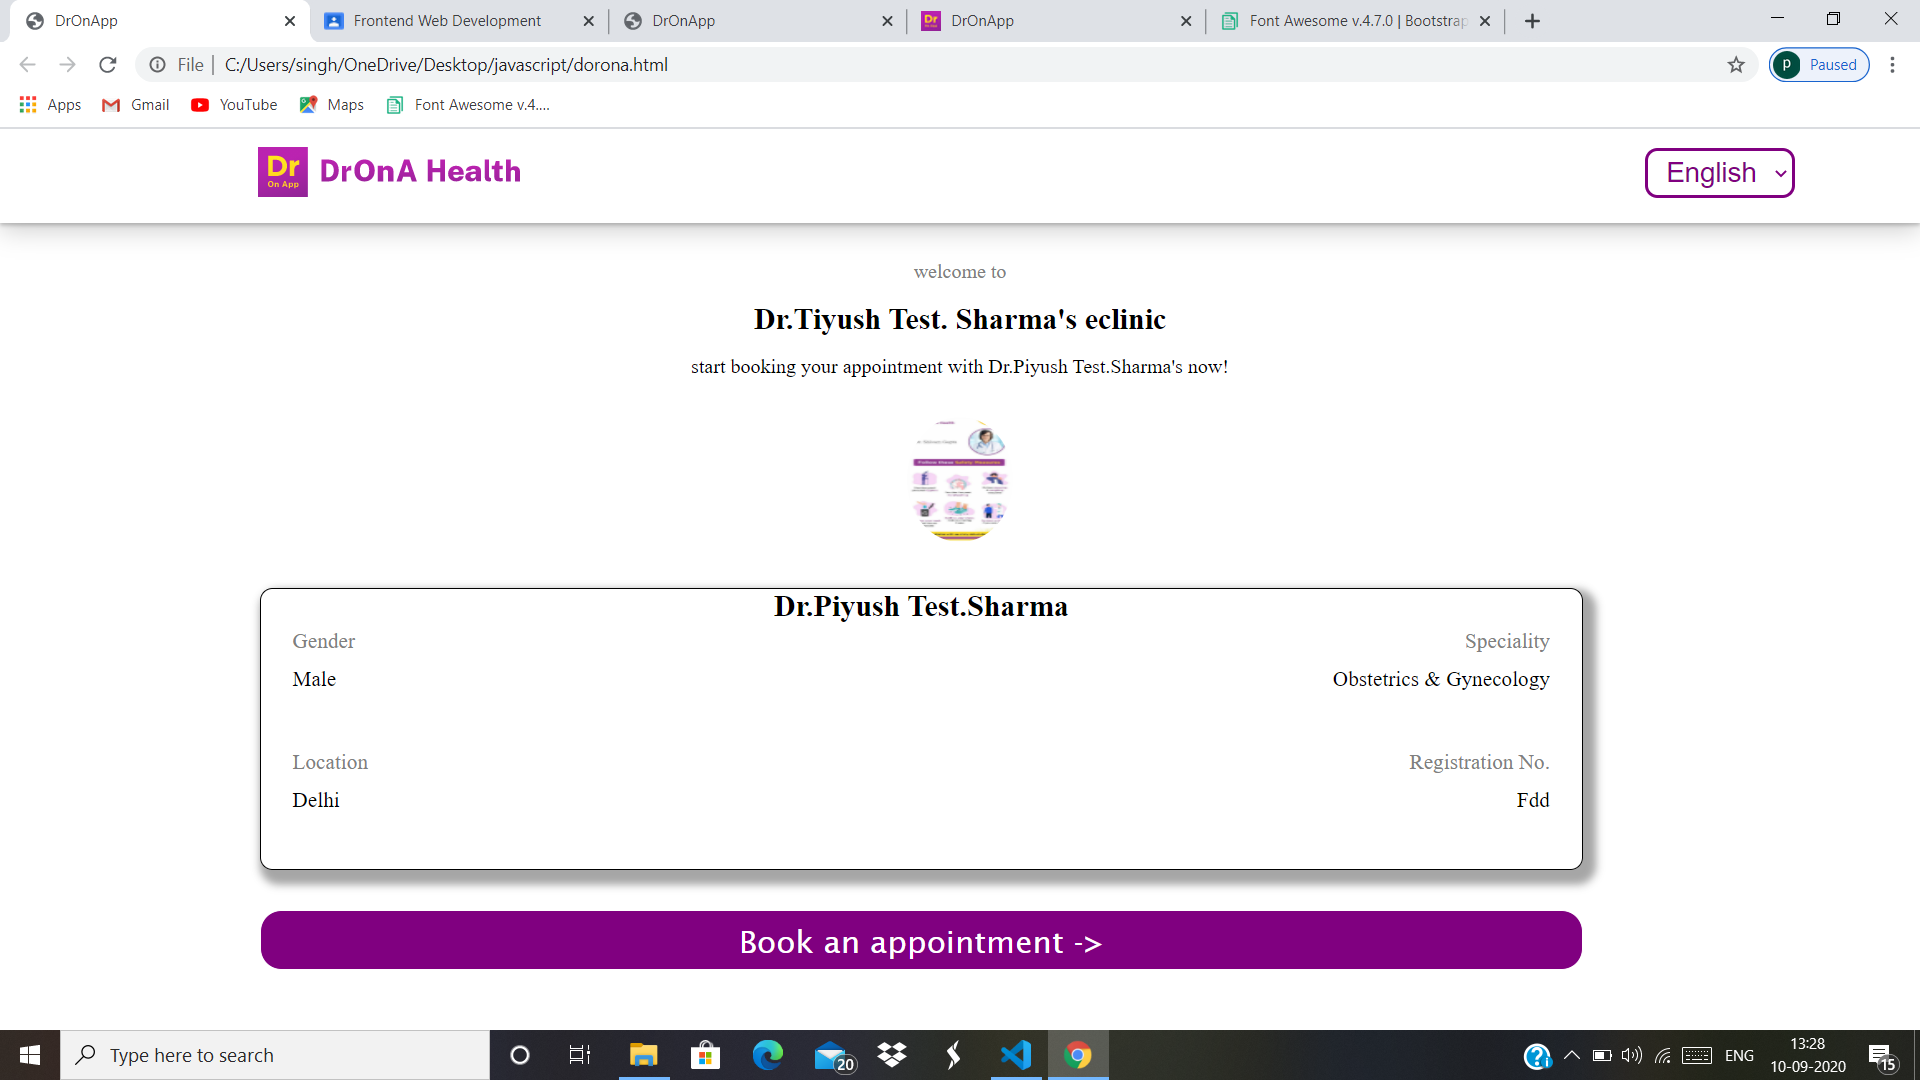 DrOnApp
Frontend Web Development
DrOnApp
DrOnApp
Font Awesome v.4.7.0 | Bootstrap
File | C:/Users/singh/OneDrive/Desktop/javascript/dorona.html
P Paused
Apps
Gmail
YouTube
Maps
Font Awesome v.4....
Dr
On App
DrOnA Health
English
welcome to
Dr.Tiyush Test. Sharma's eclinic
start booking your appointment with Dr.Piyush Test.Sharma's now!
Follow these Safety Measures
Dr.Piyush Test.Sharma
Gender
Speciality
Male
Obstetrics & Gynecology
Location
Registration No.
Delhi
Fdd
Book an appointment ->
Type here to search
20
ENG
13:28
10-09-2020
15